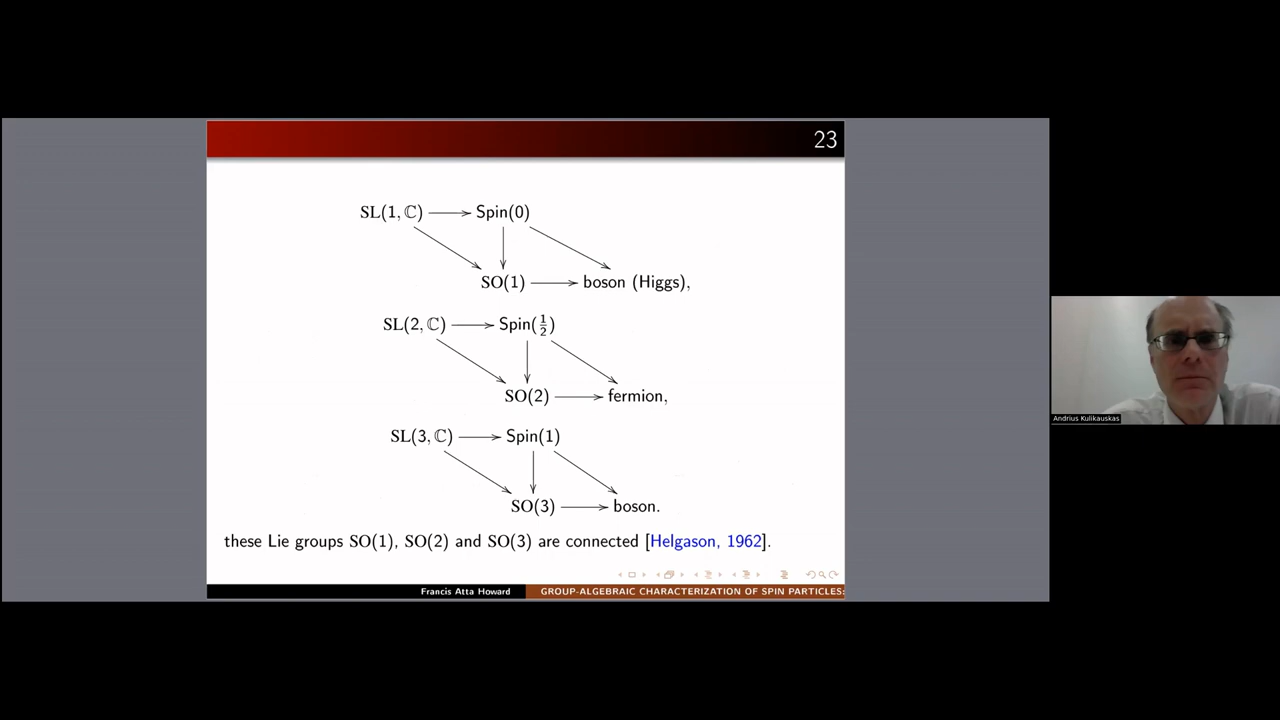 23
SL(1, ℂ) → Spin(0)
SO(1) → boson (Higgs),
SL(2, ℂ) → Spin(1/2)
SO(2) → fermion,
SL(3, ℂ) → Spin(1)
SO(3) → boson.
these Lie groups SO(1), SO(2) and SO(3) are connected [Helgason, 1962].
Francis Atta Howard
GROUP-ALGEBRAIC CHARACTERIZATION OF SPIN PARTICLES:
Andrius Kulikauskas